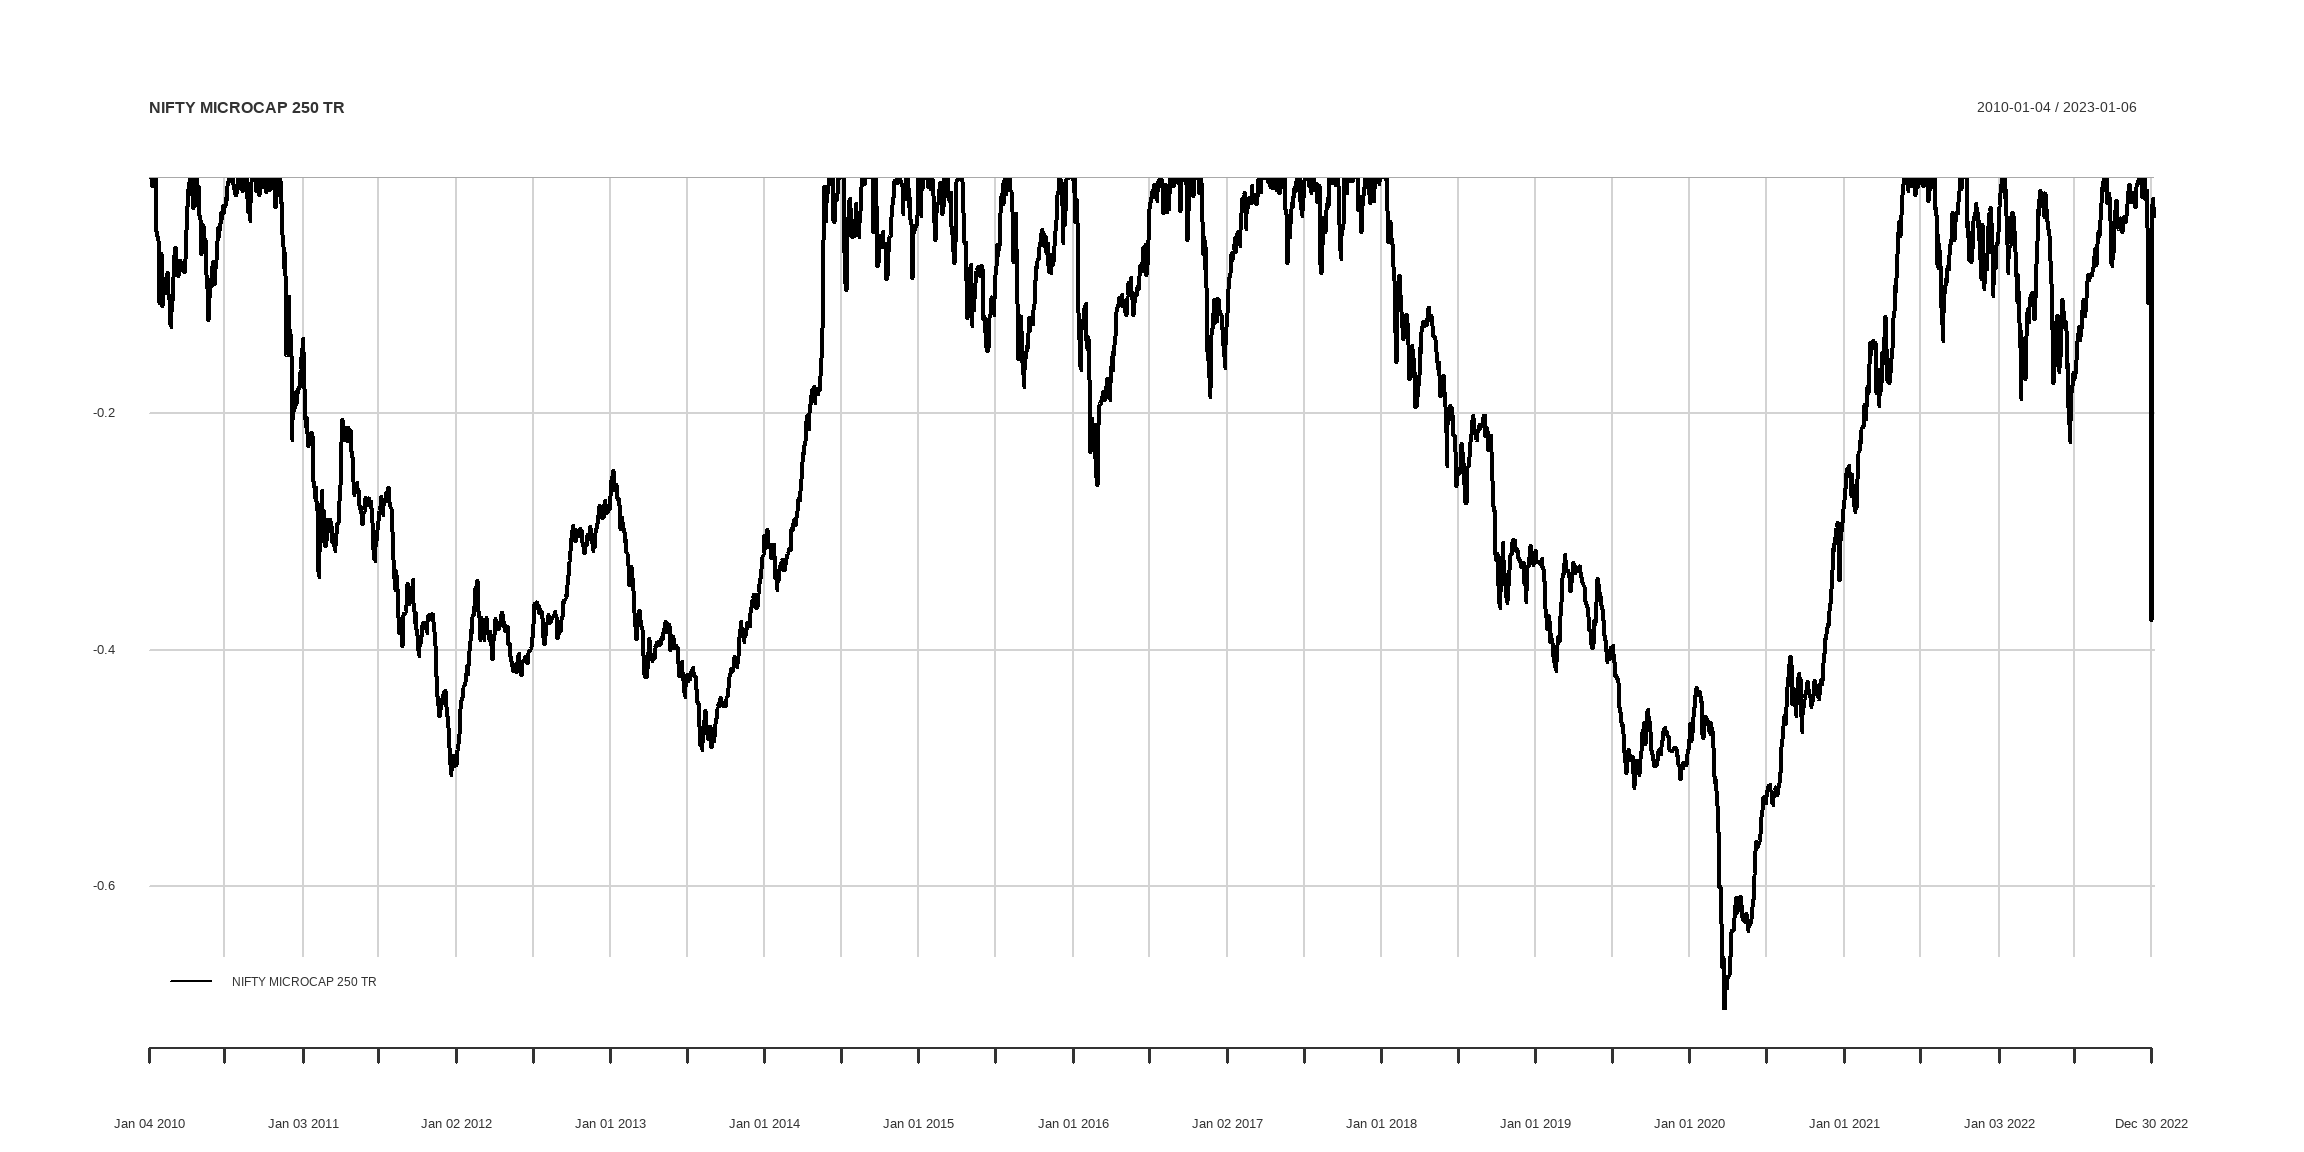 NIFTY MICROCAP 250 TR
2010-01-04 / 2023-01-06
-0.2
-0.4
-0.6
NIFTY MICROCAP 250 TR
Jan 04 2010 Jan 03 2011 Jan 02 2012 Jan 01 2013 Jan 01 2014 Jan 01 2015 Jan 01 2016 Jan 02 2017 Jan 01 2018 Jan 01 2019 Jan 01 2020 Jan 01 2021 Jan 03 2022 Dec 30 2022